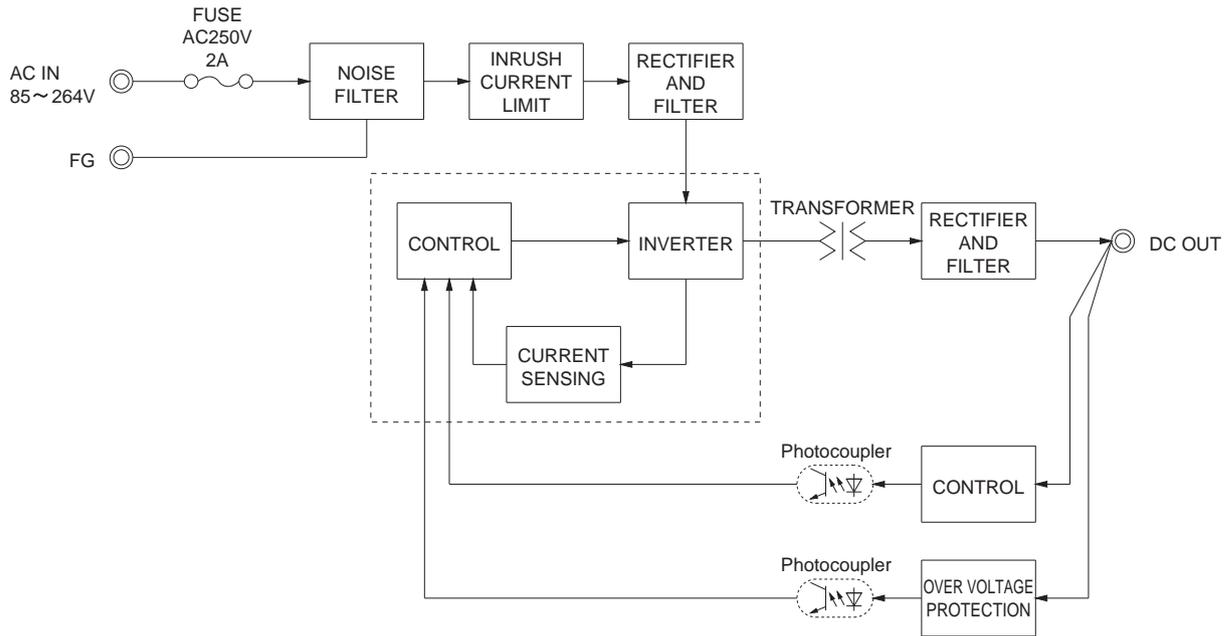 FUSE
AC250V
2A
AC IN
85～264V
NOISE
FILTER
INRUSH
CURRENT
LIMIT
RECTIFIER
AND
FILTER
FG
CONTROL
INVERTER
TRANSFORMER
RECTIFIER
AND
FILTER
DC OUT
CURRENT
SENSING
Photocoupler
CONTROL
Photocoupler
OVER VOLTAGE
PROTECTION